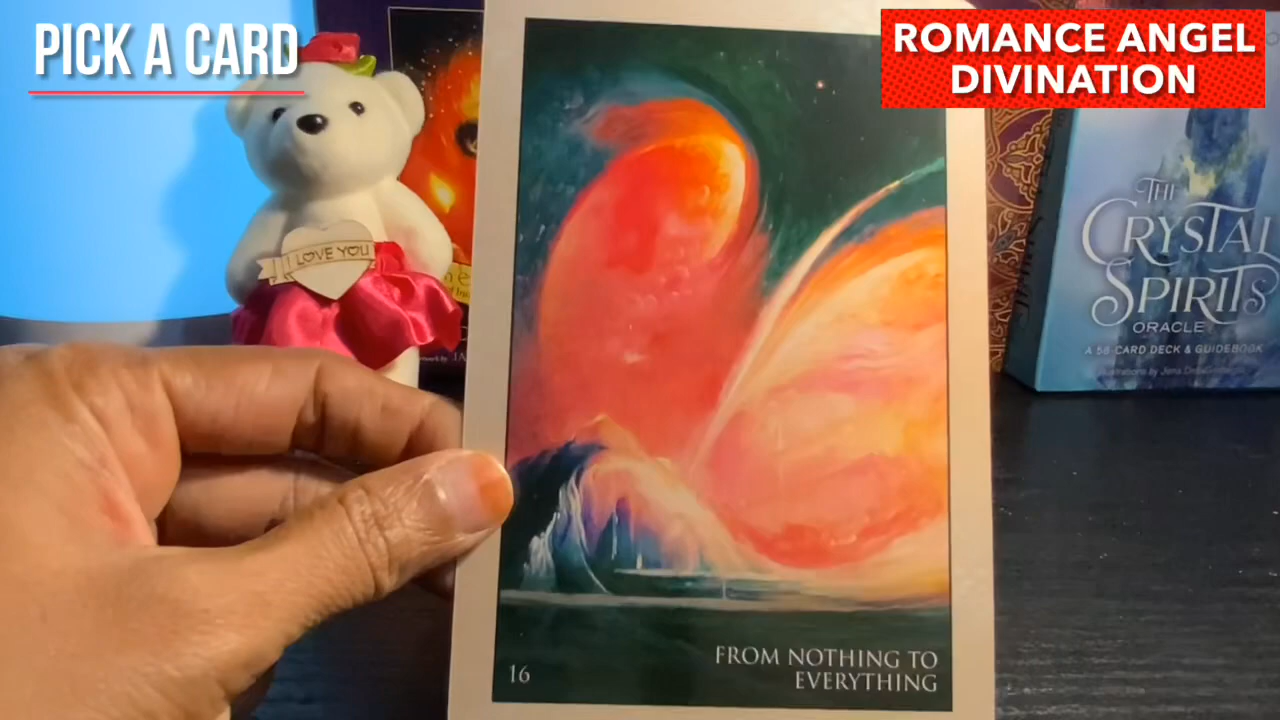 PICK A CARD
ROMANCE ANGEL
DIVINATION
I LOVE YOU
THE
CRYSTAL
SPIRITS
ORACLE
A 58-CARD DECK & GUIDEBOOK
16
FROM NOTHING TO
EVERYTHING